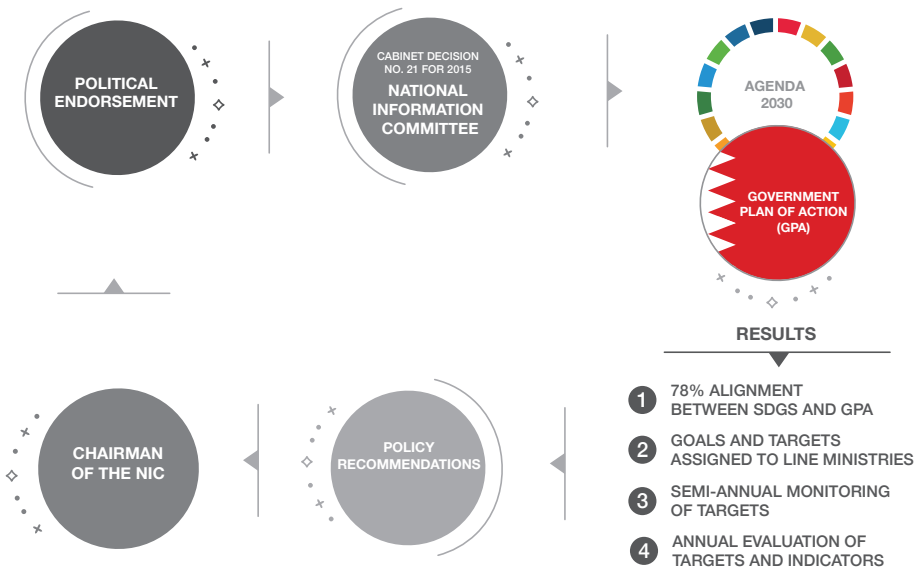 POLITICAL
ENDORSEMENT
CABINET DECISION
NO. 21 FOR 2015
NATIONAL
INFORMATION
COMMITTEE
AGENDA
2030
GOVERNMENT
PLAN OF ACTION
(GPA)
RESULTS
1 78% ALIGNMENT
BETWEEN SDGS AND GPA
2 GOALS AND TARGETS
ASSIGNED TO LINE MINISTRIES
3 SEMI-ANNUAL MONITORING
OF TARGETS
4 ANNUAL EVALUATION OF
TARGETS AND INDICATORS
POLICY
RECOMMENDATIONS
CHAIRMAN
OF THE NIC